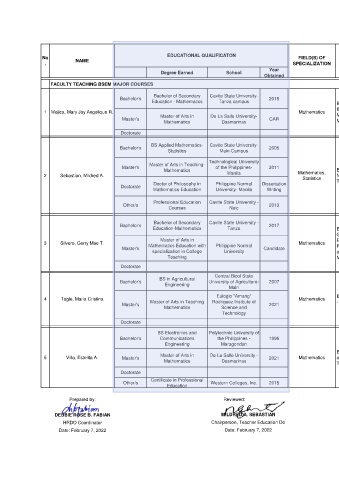 EDUCATIONAL QUALIFICATION
No.
NAME
Degree Earned
School
Year Obtained
FIELD(S) OF SPECIALIZATION
FACULTY TEACHING BSEM MAJOR COURSES
1
Mojica, Mary Joy Angelique R.
Bachelor's
Bachelor of Secondary Education - Mathematics
Cavite State University- Tanza campus
2015
Mathematics
Master's
Master of Arts in Mathematics
De La Salle University- Dasmarinas
CAR
Doctorate
2
Sebastian, Micheal A.
Bachelor's
BS Applied Mathematics- Statistics
Cavite State University Main Campus
2005
Mathematics, Statistics
Master's
Master of Arts in Teaching Mathematics
Technological University of the Philippines- Manila
2011
Doctorate
Doctor of Philosophy in Mathematics Education
Philippine Normal University- Manila
Dissertation Writing
Other's
Professional Education Courses
Cavite State University - Naic
2013
3
Silvero, Gerry Mae T.
Bachelor's
Bachelor of Secondary Education Mathematics
Cavite State University- Tanza
2017
Mathematics
Master's
Master of Arts in Mathematics Education with specialization in College Teaching
Philippine Normal University
Candidate
Doctorate
4
Tagle, Maria Cristina
Bachelor's
BS in Agricultural Engineering
Central Bicol State University of Agriculture- Main
2007
Mathematics
Master's
Master of Arts in Teaching Mathematics
Eulogio "Amang" Rodriguez Institute of Science and Technology
2021
Doctorate
5
Villa, Estrella A.
Bachelor's
BS Electronics and Communications Engineering
Polytechnic University of the Philippines - Maragondon
1996
Mathematics
Master's
Master of Arts in Mathematics
De La Salle University - Dasmarinas
2021
Doctorate
Other's
Certificate in Professional Education
Western Colleges, Inc.
2015
Prepared by:
DEBBIE ROSE B. FABIAN
HRDO Coordinator
Date: February 7, 2022
Reviewed:
SEBASTIAN
Chairperson, Teacher Education De
Date: February 7, 2022